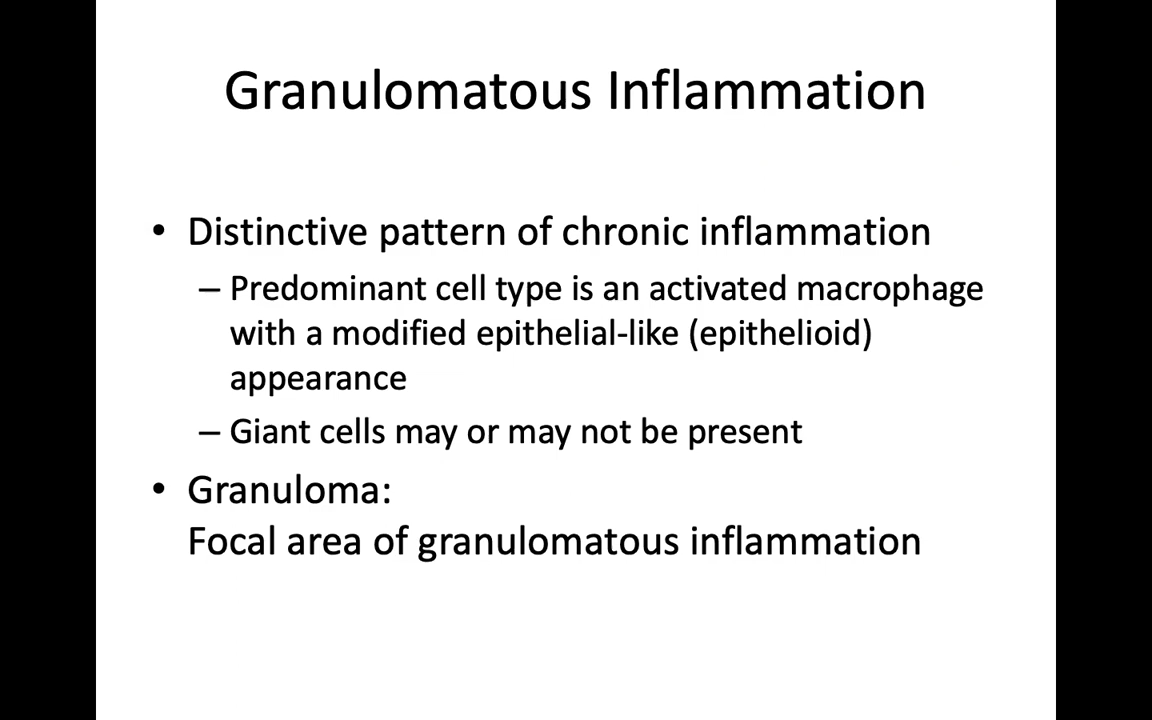 Granulomatous Inflammation
• Distinctive pattern of chronic inflammation
– Predominant cell type is an activated macrophage
with a modified epithelial-like (epithelioid)
appearance
– Giant cells may or may not be present
• Granuloma:
Focal area of granulomatous inflammation